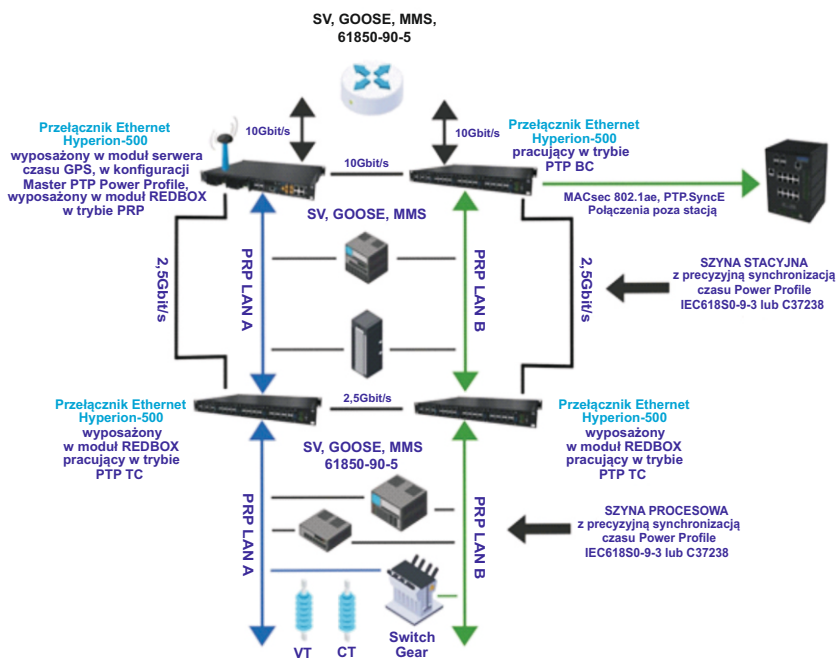 SV, GOOSE, MMS,
61850-90-5
Przełącznik Ethernet
Hyperion-500
wyposażony w moduł serwera
czasu GPS, w konfiguracji
Master PTP Power Profile,
wyposażony w moduł REDBOX
w trybie PRP
10Gbit/s
10Gbit/s
10Gbit/s
Przełącznik Ethernet
Hyperion-500
pracujący w trybie
PTP BC
MACsec 802.1ae, PTP.SyncE
Połączenia poza stacją
SV, GOOSE, MMS
2,5Gbit/s
PRP LAN A
PRP LAN B
2,5Gbit/s
SZYNA STACYJNA
z precyzyjną synchronizacją
czasu Power Profile
IEC618S0-9-3 lub C37238
Przełącznik Ethernet
Hyperion-500
wyposażony
w moduł REDBOX
pracujący w trybie
PTP TC
2,5Gbit/s
Przełącznik Ethernet
Hyperion-500
wyposażony
w moduł REDBOX
pracujący w trybie
PTP TC
SV, GOOSE, MMS
61850-90-5
PRP LAN A
PRP LAN B
SZYNA PROCESOWA
z precyzyjną synchronizacją
czasu Power Profile
IEC618S0-9-3 lub C37238
VT
CT
Switch
Gear